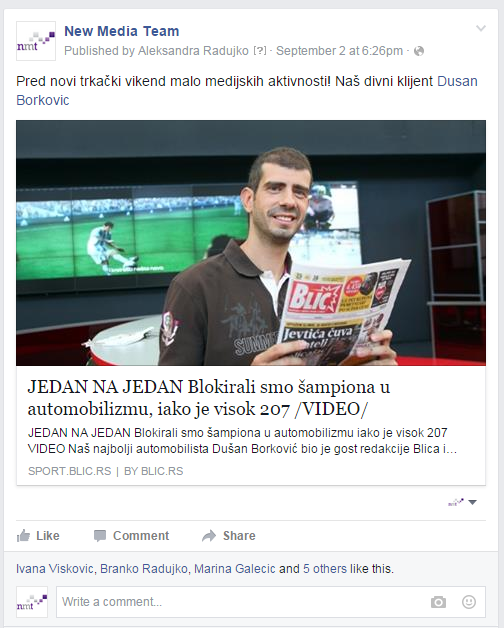 nmt
New Media Team
Published by Aleksandra Radujko [?] · September 2 at 6:26pm ·
Pred novi trkački vikend malo medijskih aktivnosti! Naš divni klijent Dusan
Borkovic
BLIC
Jevtića čuva
SUMMER
JEDAN NA JEDAN Blokirali smo šampiona u
automobilizmu, iako je visok 207 /VIDEO/
JEDAN NA JEDAN Blokirali smo šampiona u automobilizmu iako je visok 207
VIDEO Naš najbolji automobilista Dušan Borković bio je gost redakcije Blica i...
SPORT.BLIC.RS | BY BLIC.RS
Like Comment Share
Ivana Viskovic, Branko Radujko, Marina Galecic and 5 others like this.
nmt
Write a comment...